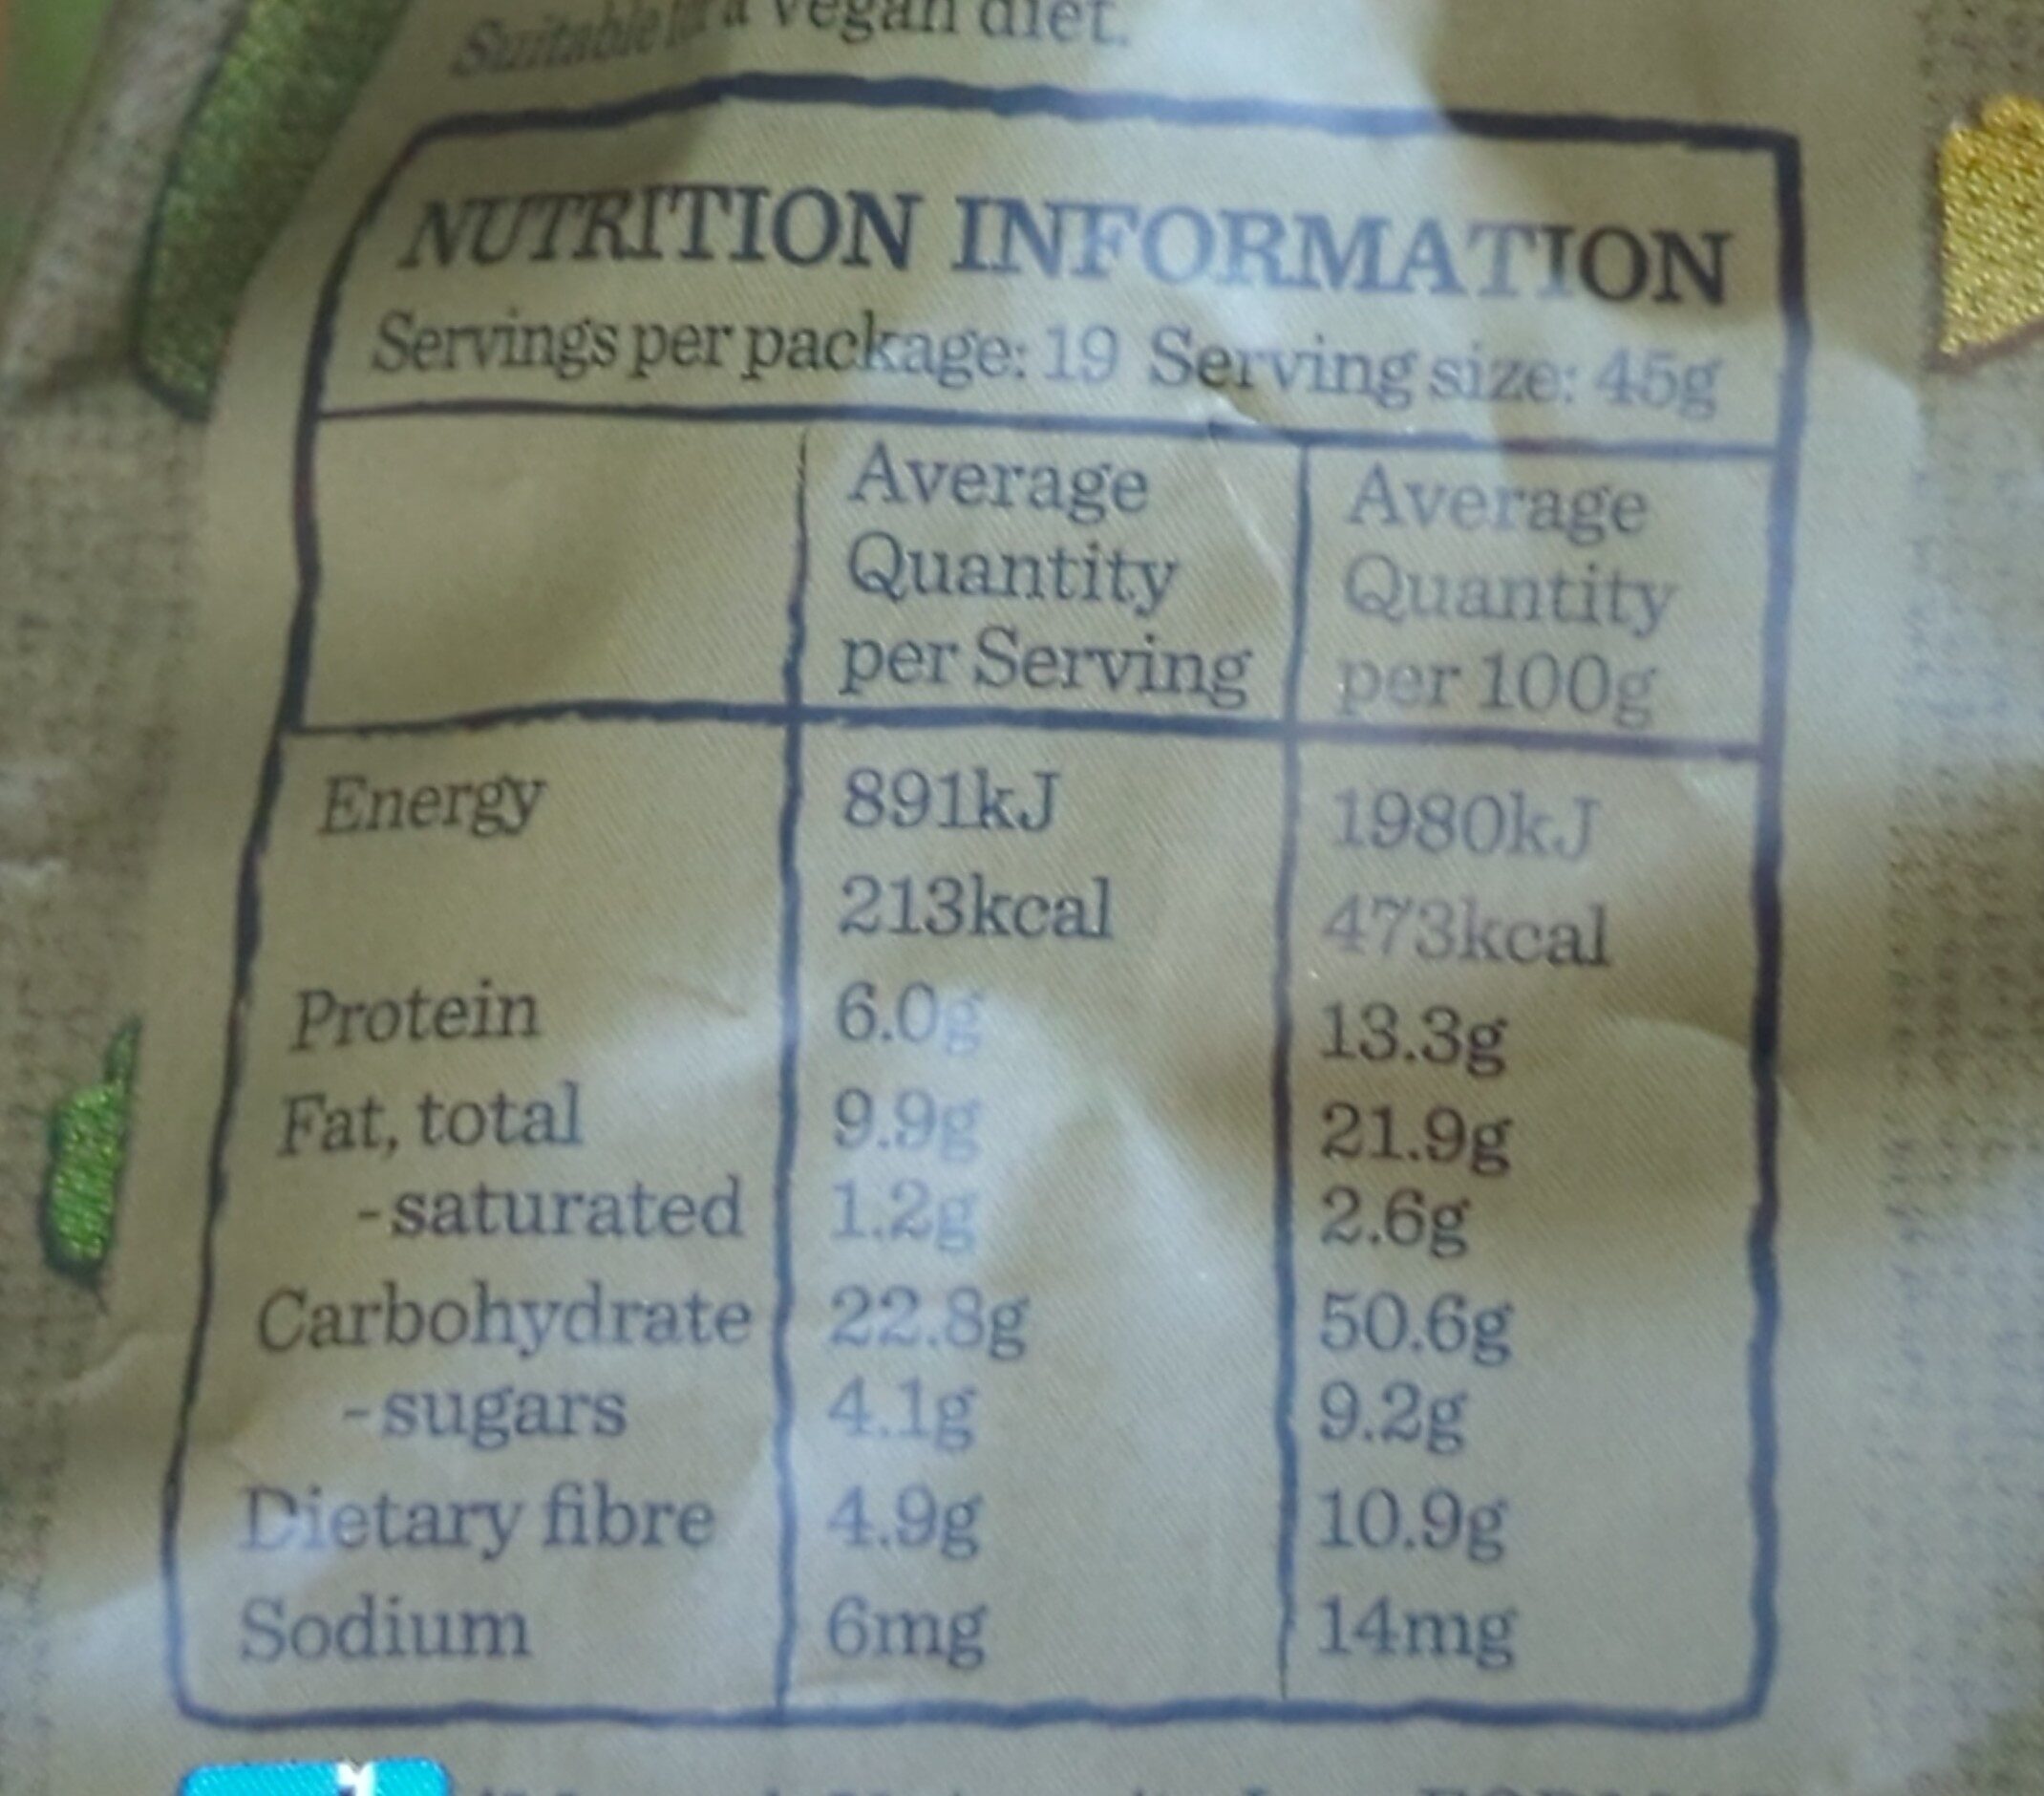 Suitable for a vegan diet.
NUTRITION INFORMATION
Servings per package: 19 Serving size: 45g
Average Quantity per Serving Average Quantity per 100g
Energy 891kJ 1980kJ
213kcal 473kcal
Protein 6.0g 13.3g
Fat, total 9.9g 21.9g
-saturated 1.2g 2.6g
Carbohydrate 22.8g 50.6g
-sugars 4.1g 9.2g
Dietary fibre 4.9g 10.9g
Sodium 6mg 14mg